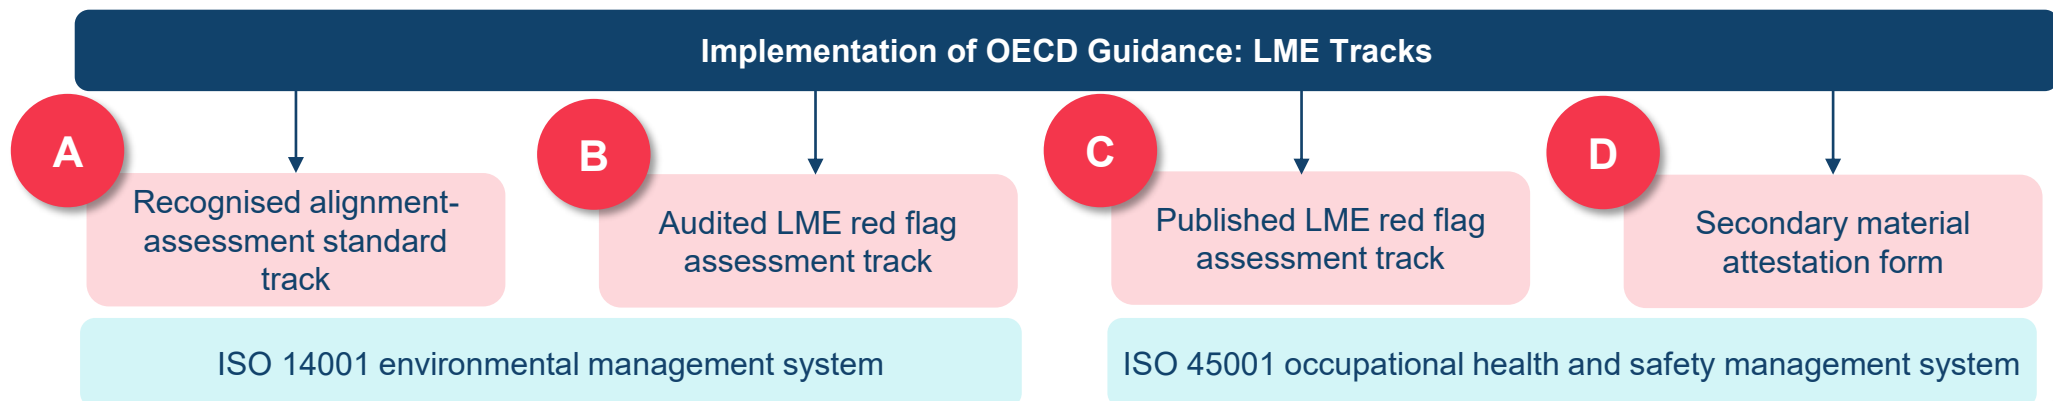 Implementation of OECD Guidance: LME Tracks
A
Recognised alignment-
assessment standard
track
B
Audited LME red flag
assessment track
C
Published LME red flag
assessment track
D
Secondary material
attestation form
ISO 14001 environmental management system
ISO 45001 occupational health and safety management system